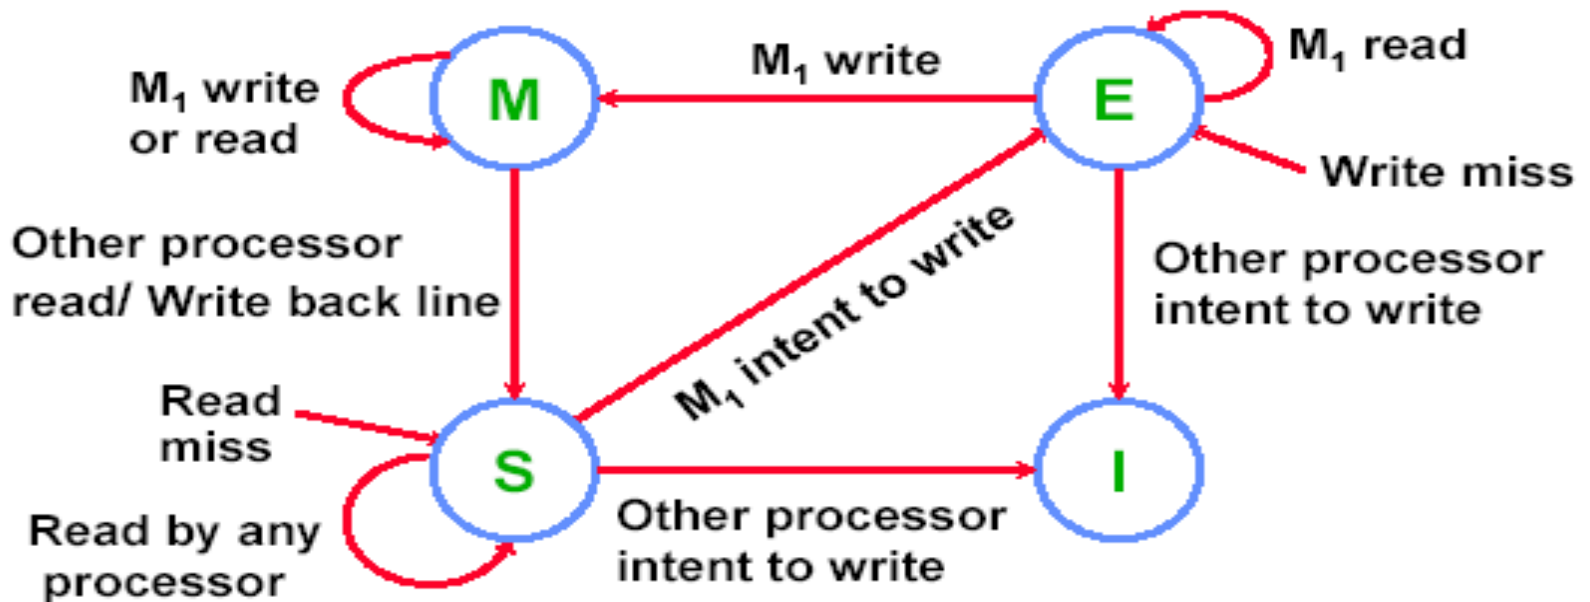 M
E
M₁ write
M₁ read
M₁ write
or read
Write miss
Other processor
read/ Write back line
M₁ intent to write
Other processor
intent to write
Read
miss
S
I
Read by any
processor
Other processor
intent to write